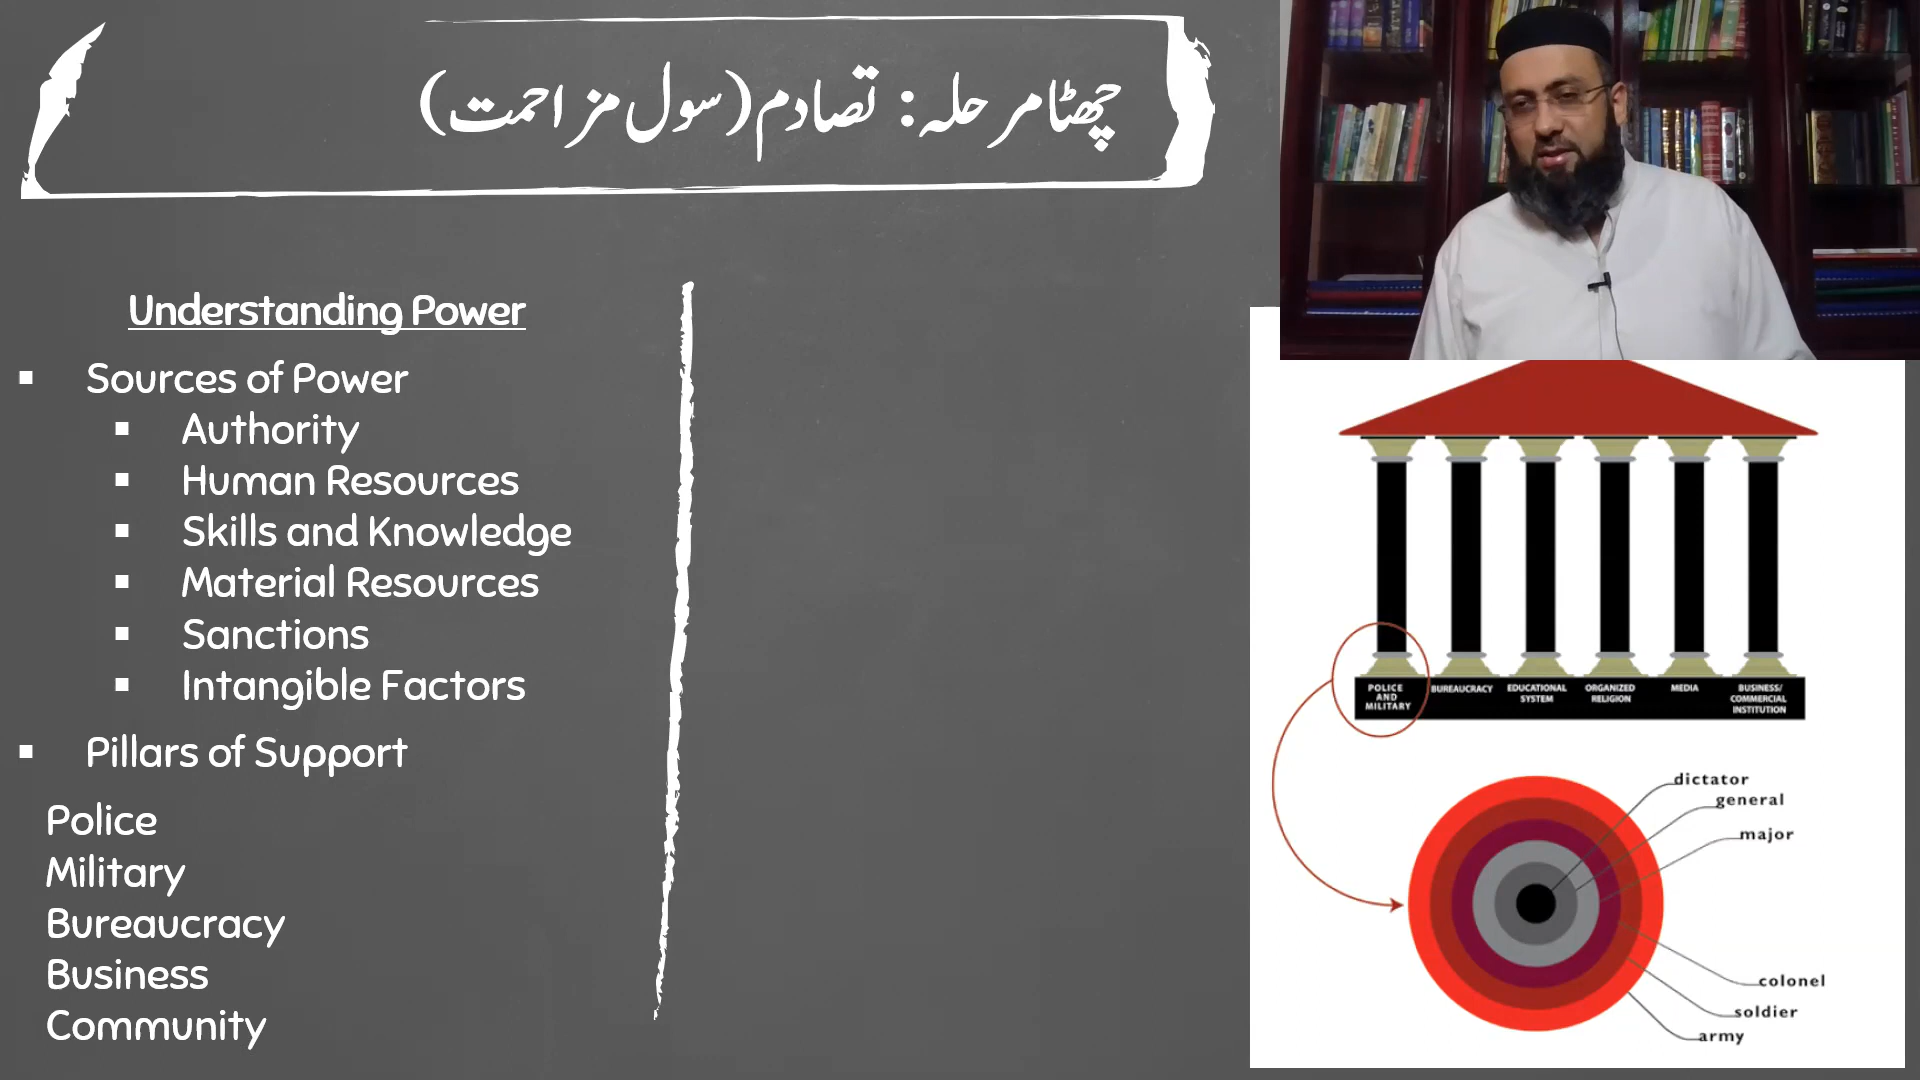 چھٹا مرحلہ: تصادم (سول مزاحمت)
Understanding Power
▪ Sources of Power
▪ Authority
▪ Human Resources
▪ Skills and Knowledge
▪ Material Resources
▪ Sanctions
▪ Intangible Factors
▪ Pillars of Support
Police
Military
Bureaucracy
Business
Community
POLICE
AND
MILITARY
BUREAUCRACY
EDUCATIONAL
SYSTEM
ORGANIZED
RELIGION
MEDIA
BUSINESS/
COMMERCIAL
INSTITUTION
dictator
general
major
colonel
soldier
army